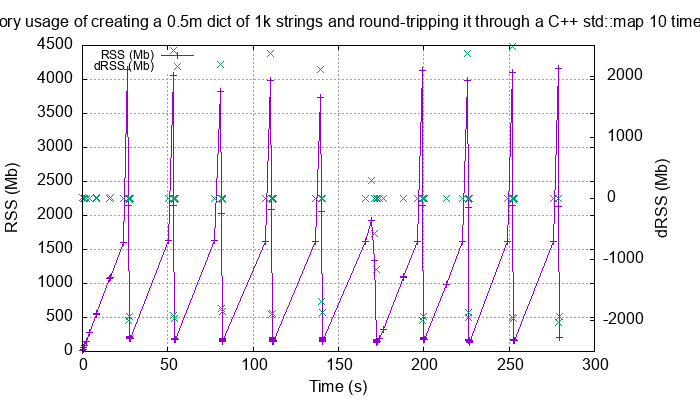 ory usage of creating a 0.5m dict of 1k strings and round-tripping it through a C++ std::map 10 time
RSS (Mb)
dRSS (Mb)
4500
4000
3500
3000
2500
2000
1500
1000
500
0
2000
1000
0
-1000
-2000
RSS (Mb)
dRSS (Mb)
0 50 100 150 200 250 300
Time (s)